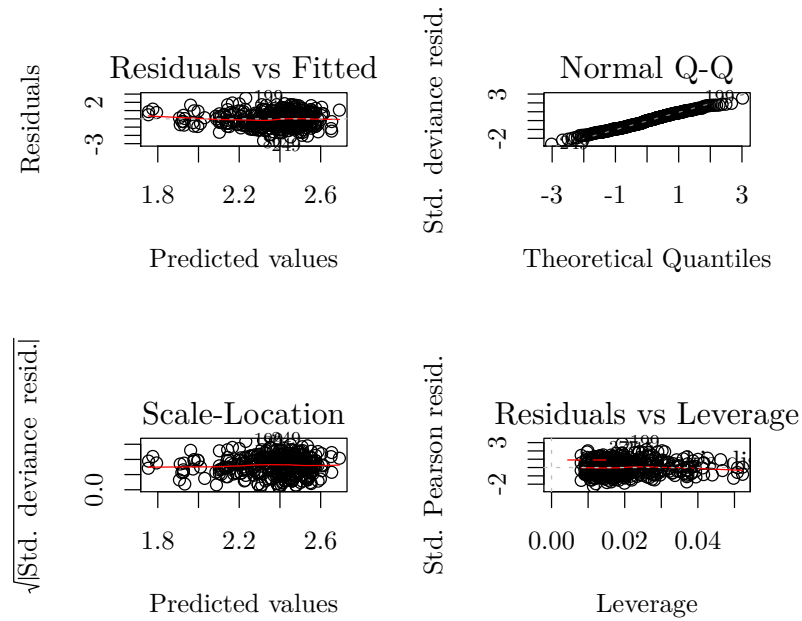 Residuals vs Fitted
Residuals
2
-3
199
249
1.8 2.2 2.6
Predicted values
Normal Q-Q
Std. deviance resid.
3
-2
199
249
-3 -1 1 3
Theoretical Quantiles
Scale-Location
√|Std. deviance resid.|
0.0
1.8 2.2 2.6
Predicted values
Residuals vs Leverage
Std. Pearson resid.
3
-2
199
0.00 0.02 0.04
Leverage